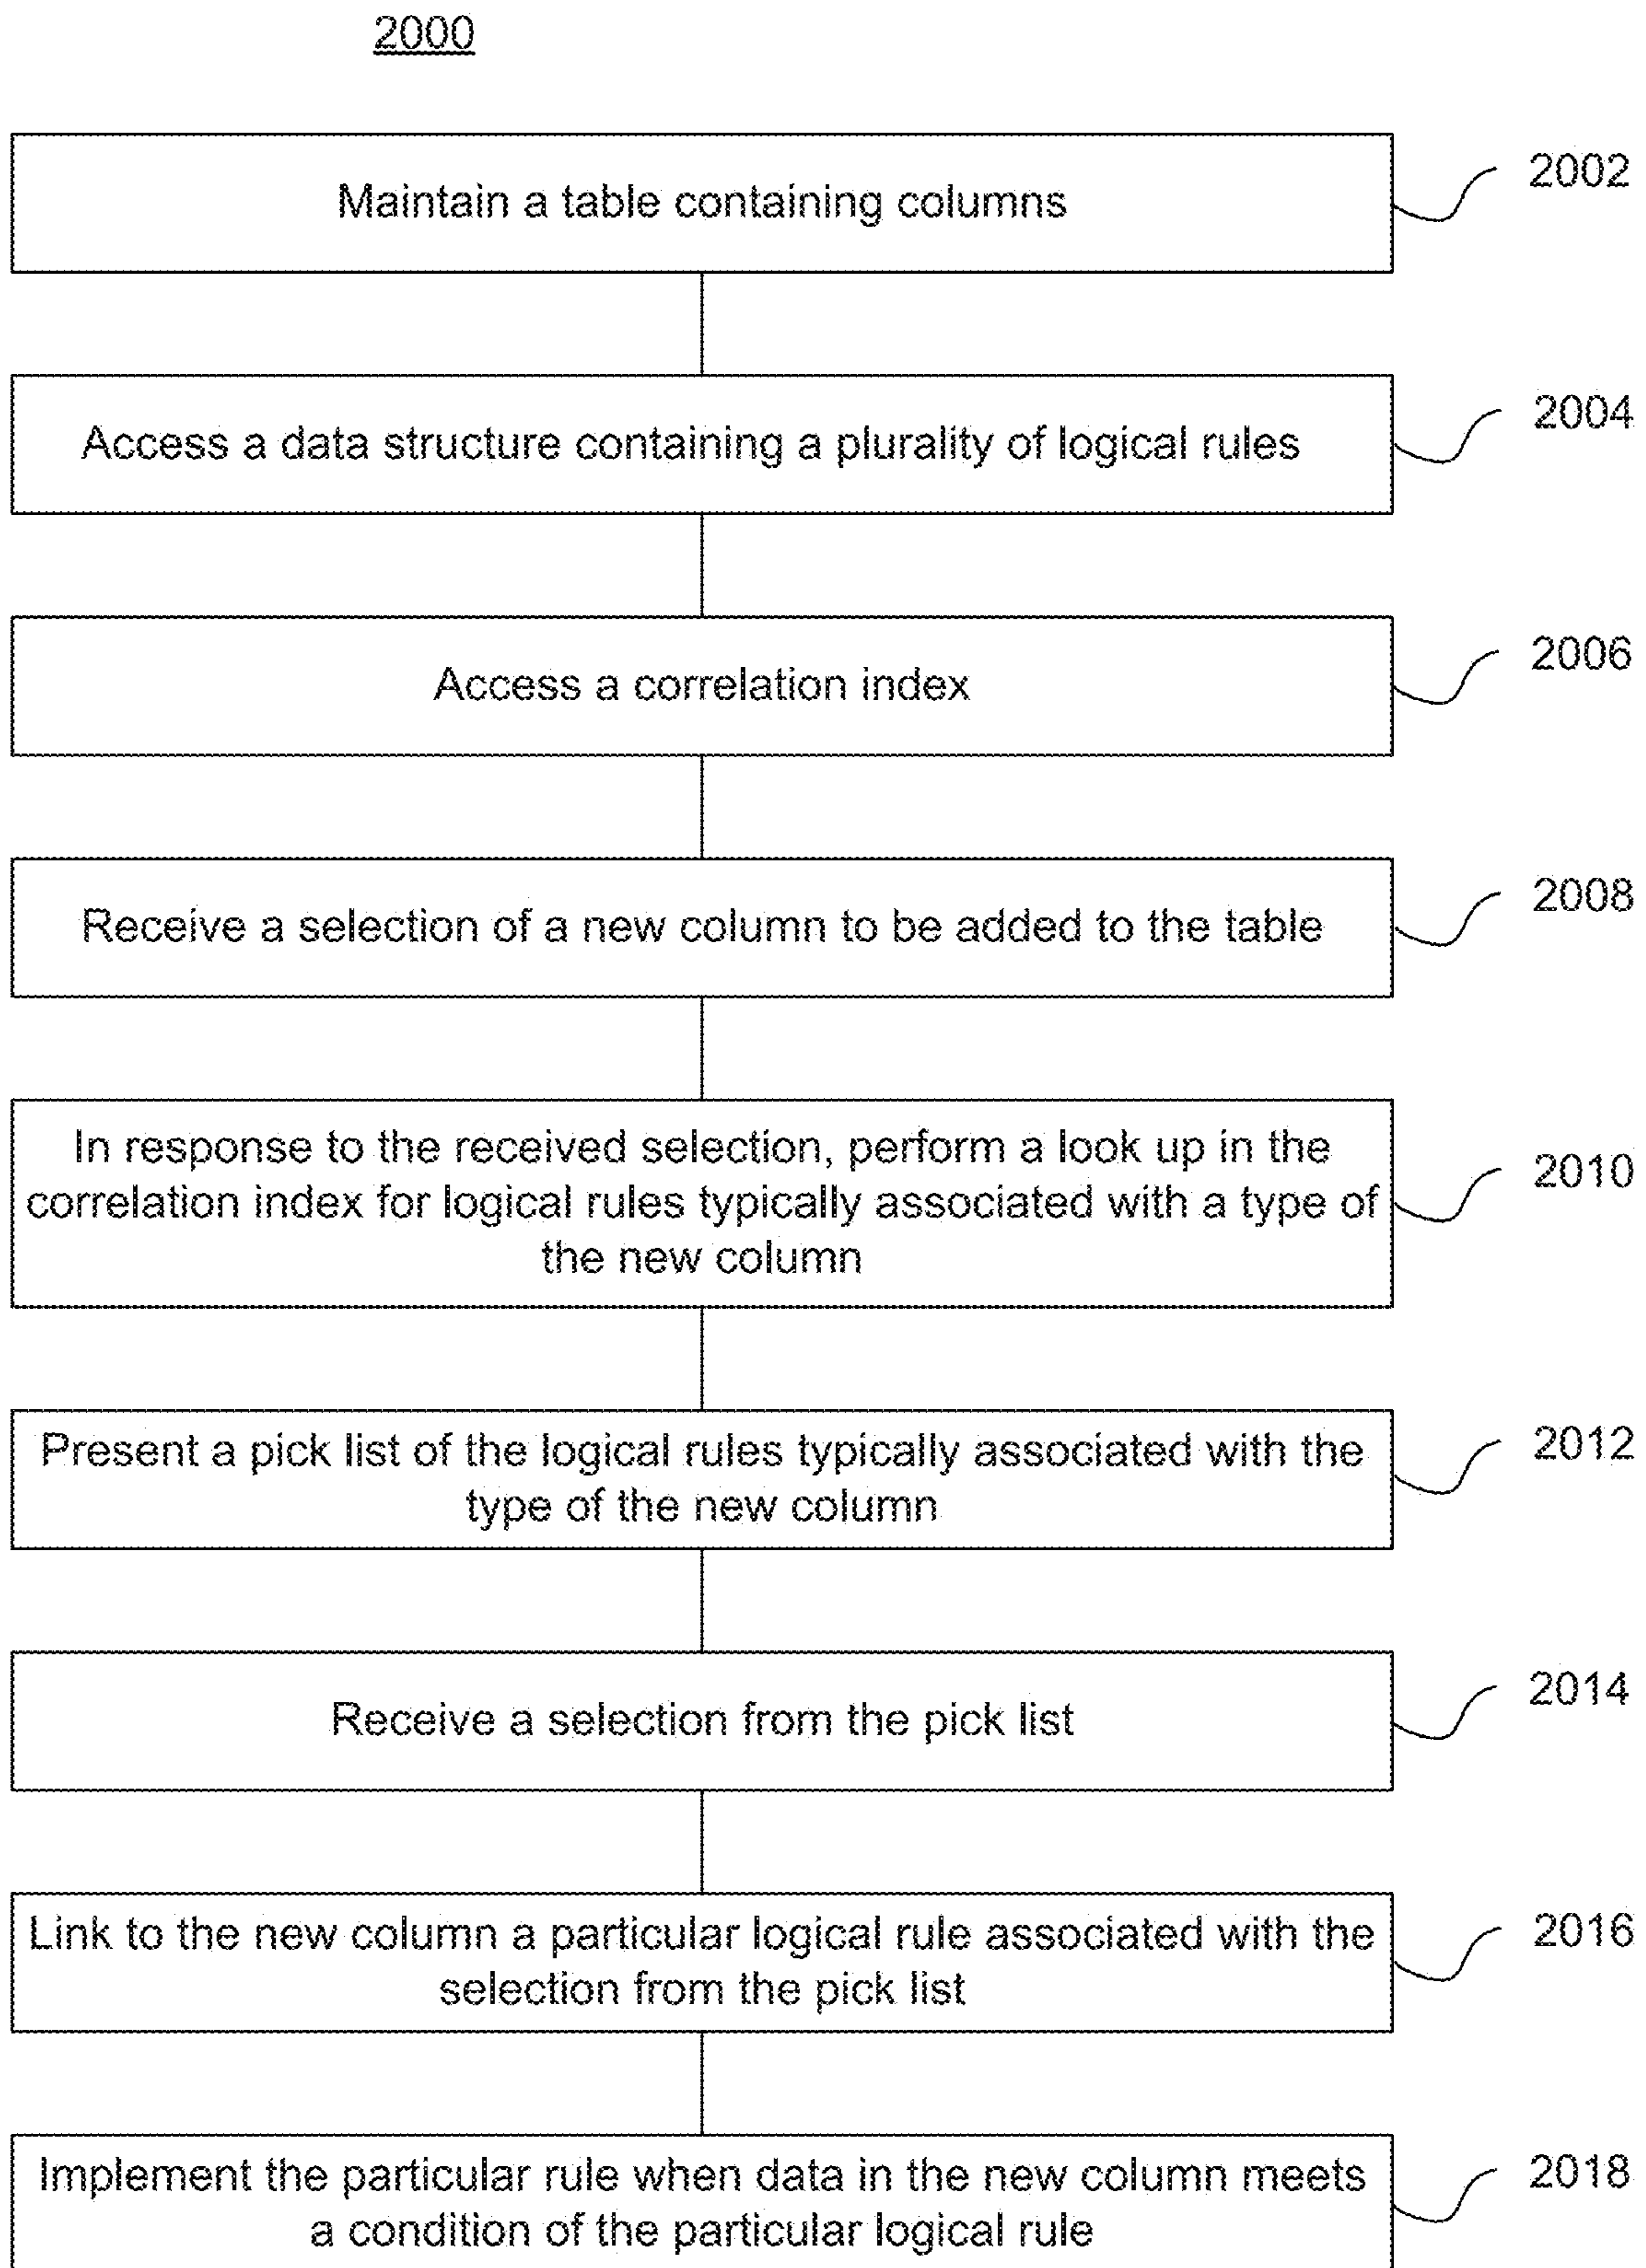 2000
Maintain a table containing columns
2002
Access a data structure containing a plurality of logical rules
2004
Access a correlation index
2006
Receive a selection of a new column to be added to the table
2008
In response to the received selection, perform a look up in the
correlation index for logical rules typically associated with a type of
the new column
2010
Present a pick list of the logical rules typically associated with the
type of the new column
2012
Receive a selection from the pick list
2014
Link to the new column a particular logical rule associated with the
selection from the pick list
2016
Implement the particular rule when data in the new column meets
a condition of the particular logical rule
2018